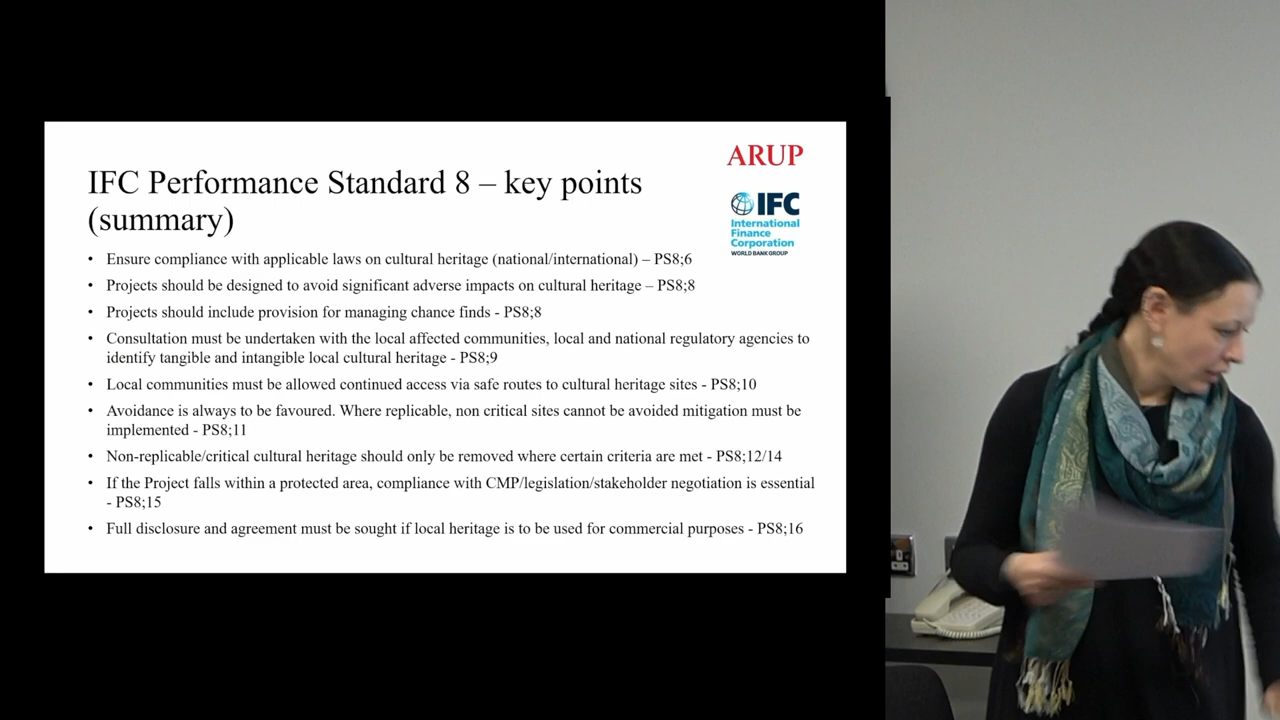 ARUP
IFC Performance Standard 8 – key points
(summary)
IFC
International
Finance
Corporation
WORLD BANK GROUP
• Ensure compliance with applicable laws on cultural heritage (national/international) – PS8;6
• Projects should be designed to avoid significant adverse impacts on cultural heritage – PS8;8
• Projects should include provision for managing chance finds - PS8;8
• Consultation must be undertaken with the local affected communities, local and national regulatory agencies to
identify tangible and intangible local cultural heritage - PS8;9
• Local communities must be allowed continued access via safe routes to cultural heritage sites - PS8;10
• Avoidance is always to be favoured. Where replicable, non critical sites cannot be avoided mitigation must be
implemented - PS8;11
• Non-replicable/critical cultural heritage should only be removed where certain criteria are met - PS8;12/14
• If the Project falls within a protected area, compliance with CMP/legislation/stakeholder negotiation is essential
- PS8;15
• Full disclosure and agreement must be sought if local heritage is to be used for commercial purposes - PS8;16